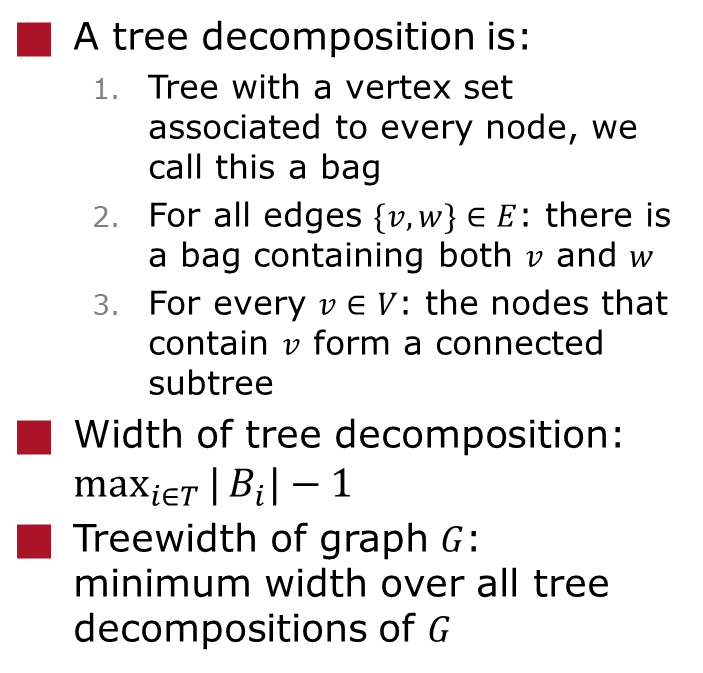 A tree decomposition is:
1. Tree with a vertex set
associated to every node, we
call this a bag
2. For all edges {v, w} ∈ E: there is
a bag containing both v and w
3. For every v ∈ V: the nodes that
contain v form a connected
subtree
Width of tree decomposition:
max_{i∈T} |B_i| − 1
Treewidth of graph G:
minimum width over all tree
decompositions of G